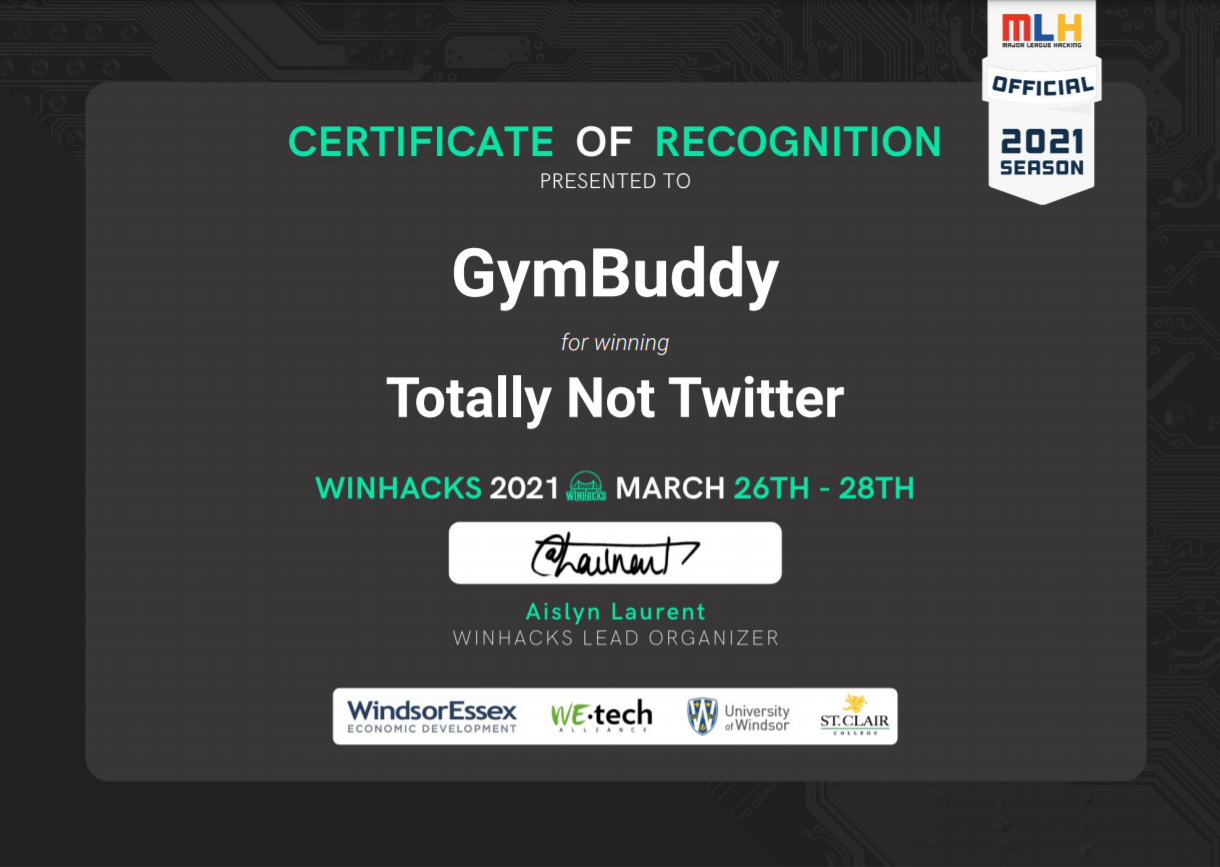 MLH
MAJOR LEAGUE HACKING
OFFICIAL
2021
SEASON
CERTIFICATE OF RECOGNITION
PRESENTED TO
GymBuddy
for winning
Totally Not Twitter
WINHACKS 2021 WINHACKS MARCH 26TH - 28TH
Aislyn Laurent
WINHACKS LEAD ORGANIZER
WindsorEssex
ECONOMIC DEVELOPMENT
WE·tech
ALLIANCE
University
of Windsor
ST. CLAIR
COLLEGE